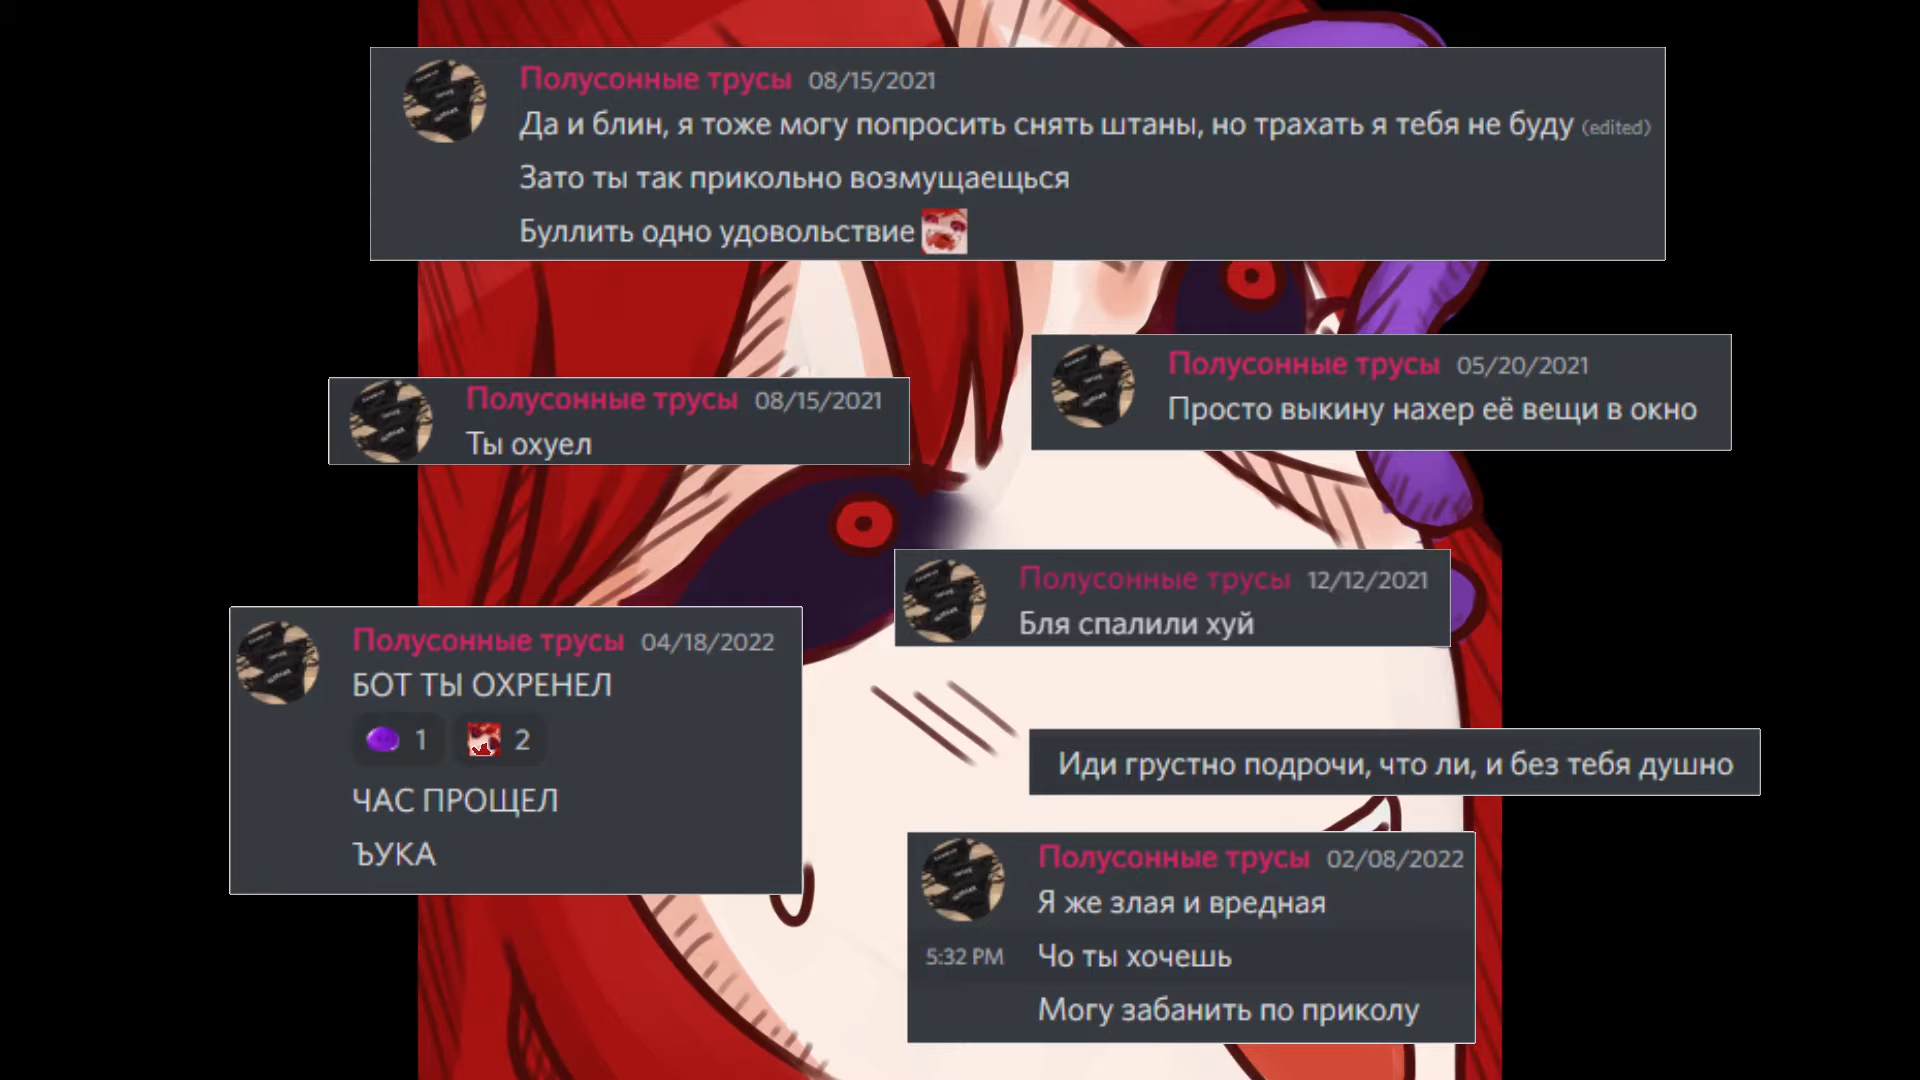 Полусонные трусы 08/15/2021
Да и блин, я тоже могу попросить снять штаны, но трахать я тебя не буду (edited)
Зато ты так прикольно возмущаещься
Буллить одно удовольствие
Полусонные трусы 05/20/2021
Просто выкину нахер её вещи в окно
Полусонные трусы 08/15/2021
Ты охуел
Полусонные трусы 12/12/2021
Бля спалили хуй
Полусонные трусы 04/18/2022
БОТ ТЫ ОХРЕНЕЛ
1 2
ЧАС ПРОЩЕЛ
ЪУКА
Иди грустно подрочи, что ли, и без тебя душно
Полусонные трусы 02/08/2022
Я же злая и вредная
5:32 PM Чо ты хочешь
Могу забанить по приколу